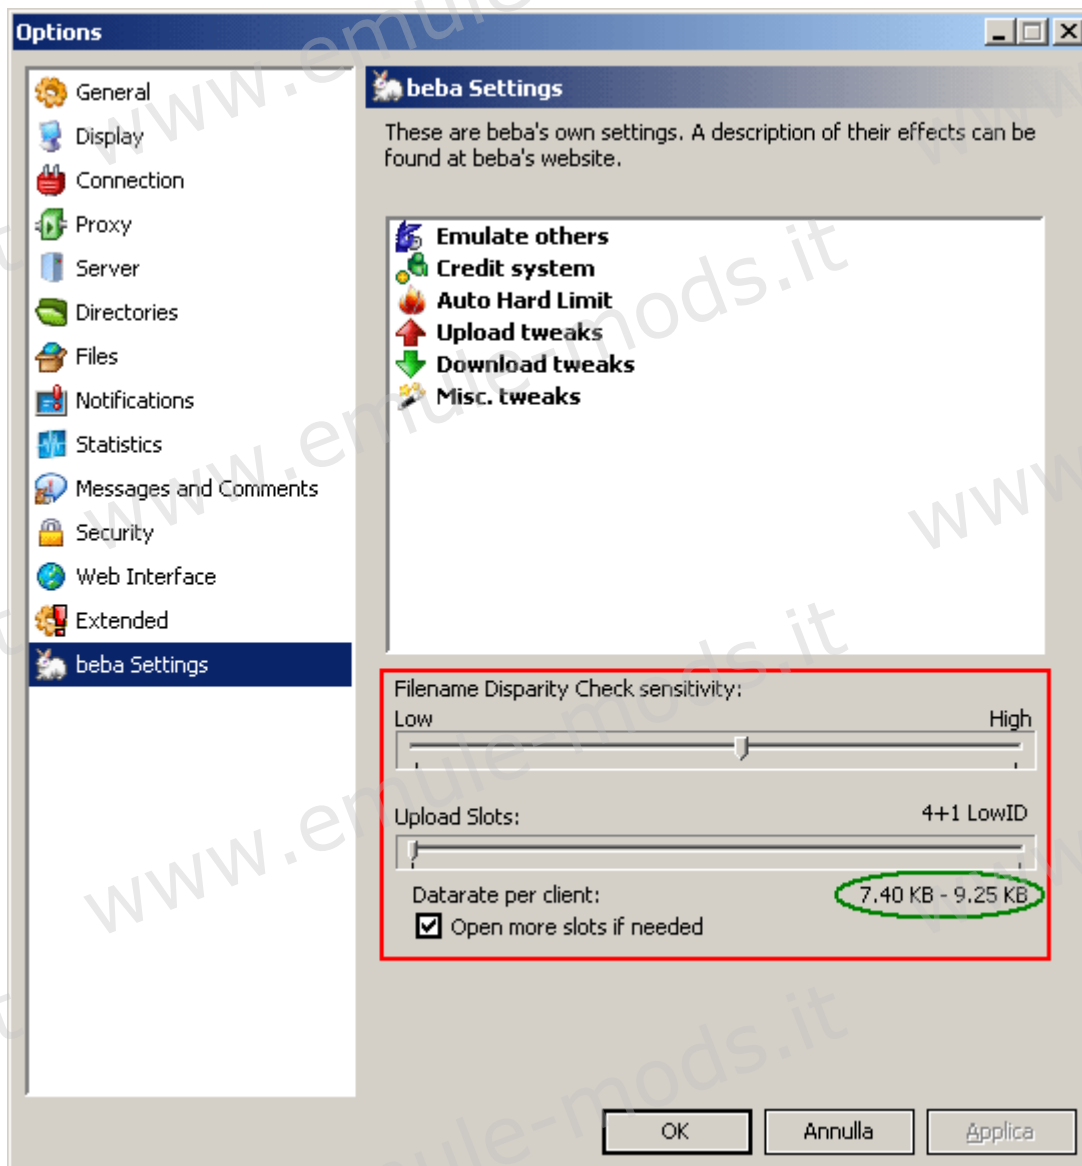 Options
General
Display
Connection
Proxy
Server
Directories
Files
Notifications
Statistics
Messages and Comments
Security
Web Interface
Extended
beba Settings
beba Settings
These are beba's own settings. A description of their effects can be
found at beba's website.
Emulate others
Credit system
Auto Hard Limit
Upload tweaks
Download tweaks
Misc. tweaks
Filename Disparity Check sensitivity:
Low High
Upload Slots: 4+1 LowID
Datarate per client: 7.40 KB - 9.25 KB
Open more slots if needed
OK Annulla Applica
www.emule-mods.it